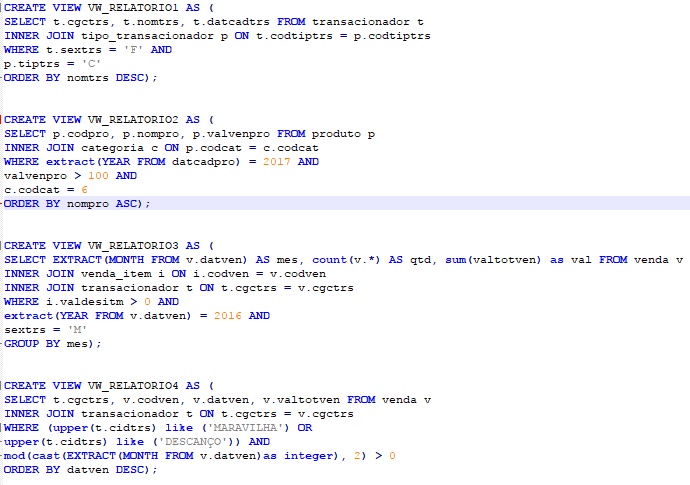 CREATE VIEW VW_RELATORIO1 AS (
SELECT t.cgctrs, t.nomtrs, t.datcadtrs FROM transacionador t
INNER JOIN tipo_transacionador p ON t.codtiptrs = p.codtiptrs
WHERE t.sextrs = 'F' AND
p.tiptrs = 'C'
ORDER BY nomtrs DESC);
CREATE VIEW VW_RELATORIO2 AS (
SELECT p.codpro, p.nompro, p.valvenpro FROM produto p
INNER JOIN categoria c ON p.codcat = c.codcat
WHERE extract(YEAR FROM datcadpro) = 2017 AND
valvenpro > 100 AND
c.codcat = 6
ORDER BY nompro ASC);
CREATE VIEW VW_RELATORIO3 AS (
SELECT EXTRACT(MONTH FROM v.datven) AS mes, count(v.*) AS qtd, sum(valtotven) as val FROM venda v
INNER JOIN venda_item i ON i.codven = v.codven
INNER JOIN transacionador t ON t.cgctrs = v.cgctrs
WHERE i.valdesitm > 0 AND
extract(YEAR FROM v.datven) = 2016 AND
sextrs = 'M'
GROUP BY mes);
CREATE VIEW VW_RELATORIO4 AS (
SELECT t.cgctrs, v.codven, v.datven, v.valtotven FROM venda v
INNER JOIN transacionador t ON t.cgctrs = v.cgctrs
WHERE (upper(t.cidtrs) like ('MARAVILHA') OR
upper(t.cidtrs) like ('DESCANÇO')) AND
mod(cast(EXTRACT(MONTH FROM v.datven)as integer), 2) > 0
ORDER BY datven DESC);